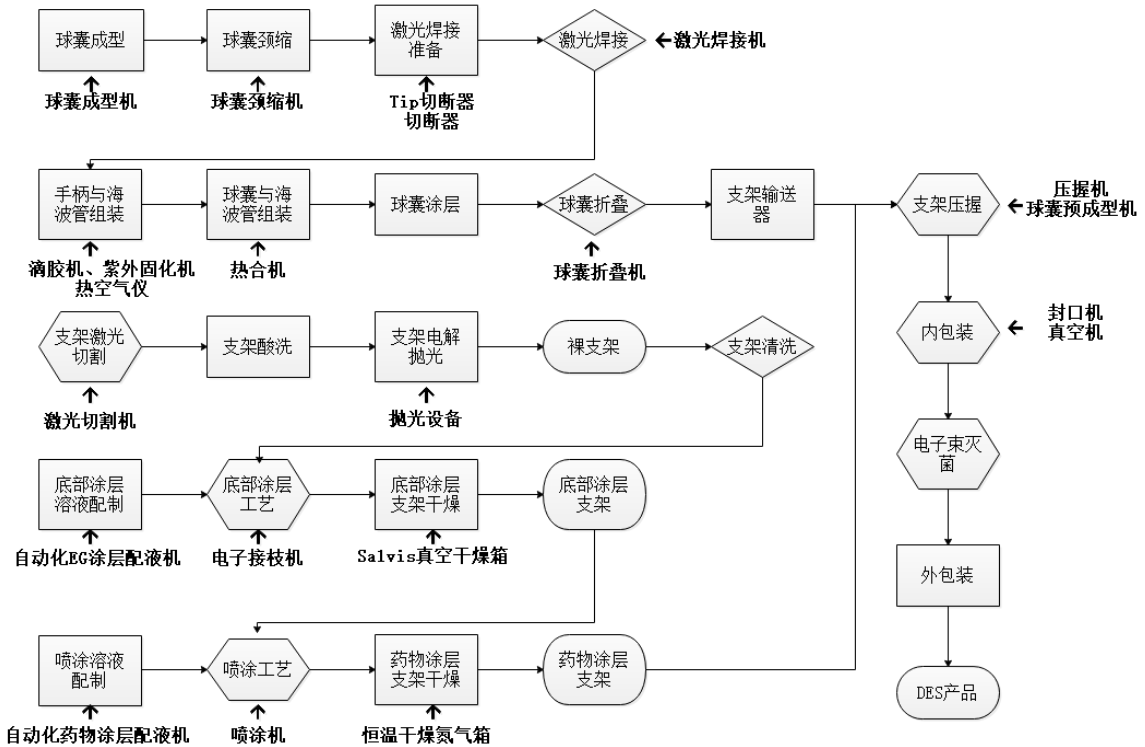 球囊成型
球囊颈缩
激光焊接
准备
激光焊接
激光焊接机
球囊成型机
球囊颈缩机
Tip切断器
切断器
手柄与海
波管组装
球囊与海
波管组装
球囊涂层
球囊折叠
支架输送
器
支架压握
压握机
球囊预成型机
滴胶机、紫外固化机
热空气仪
热合机
球囊折叠机
支架激光
切割
支架酸洗
支架电解
抛光
裸支架
支架清洗
内包装
封口机
真空机
激光切割机
抛光设备
底部涂层
溶液配制
底部涂层
工艺
底部涂层
支架干燥
底部涂层
支架
电子束灭
菌
自动化EG涂层配液机
电子接枝机
Salvis真空干燥箱
外包装
喷涂溶液
配制
喷涂工艺
药物涂层
支架干燥
药物涂层
支架
DES产品
自动化药物涂层配液机
喷涂机
恒温干燥氮气箱